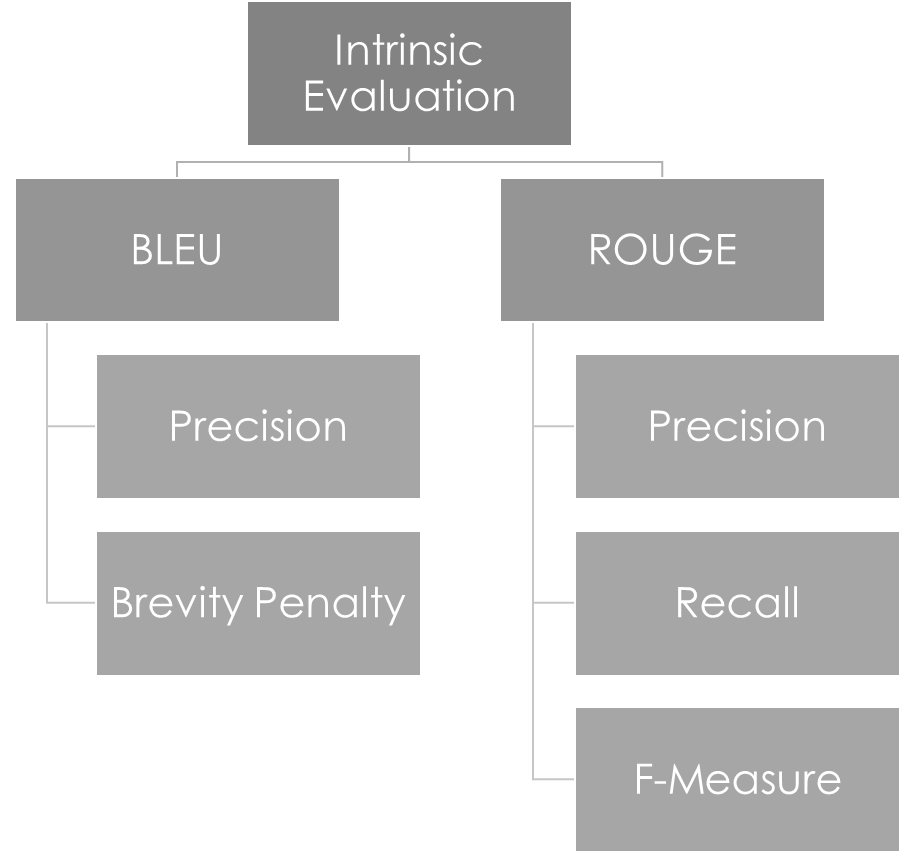 Intrinsic
Evaluation
BLEU
Precision
Brevity Penalty
ROUGE
Precision
Recall
F-Measure